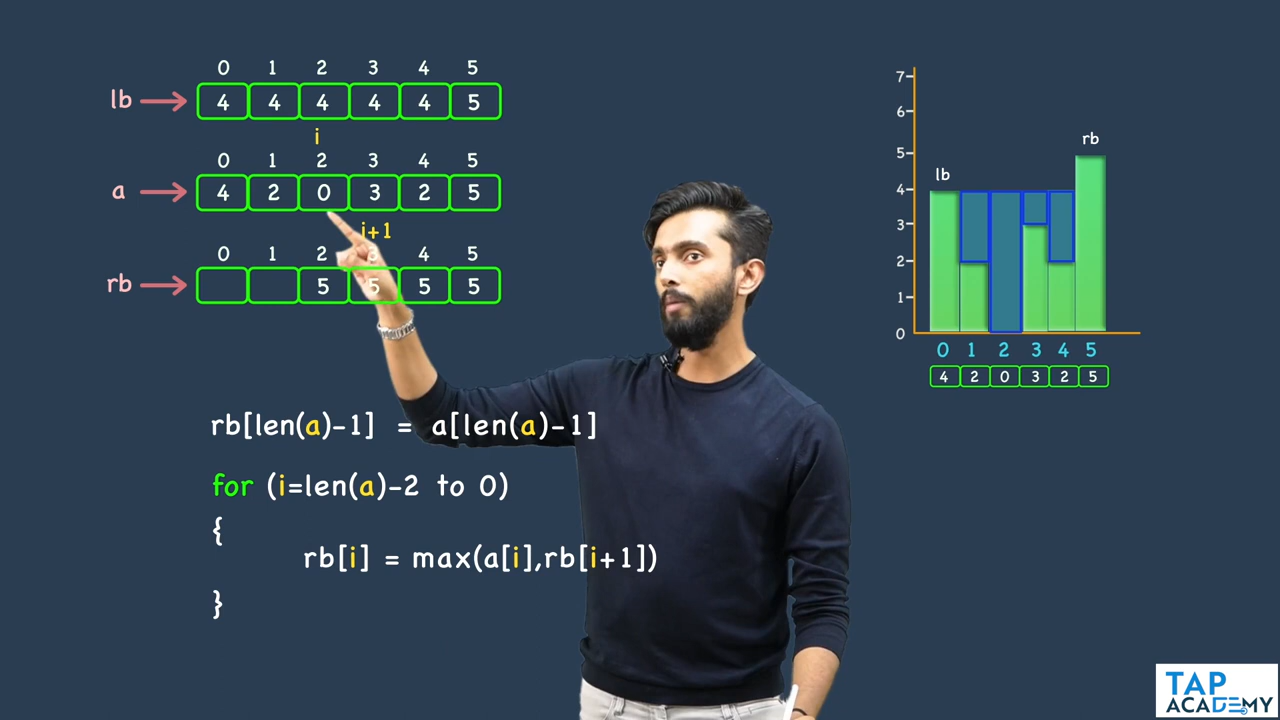 0 1 2 3 4 5
lb 4 4 4 4 4 5
i
0 1 2 3 4 5
a 4 2 0 3 2 5
i+1
0 1 2 3 4 5
rb 5 5 5 5
rb[len(a)-1] = a[len(a)-1]
for (i=len(a)-2 to 0)
{
rb[i] = max(a[i],rb[i+1])
}
7
6
5
4
3
2
1
0
lb
rb
0 1 2 3 4 5
4 2 0 3 2 5
TAP
ACADEMY